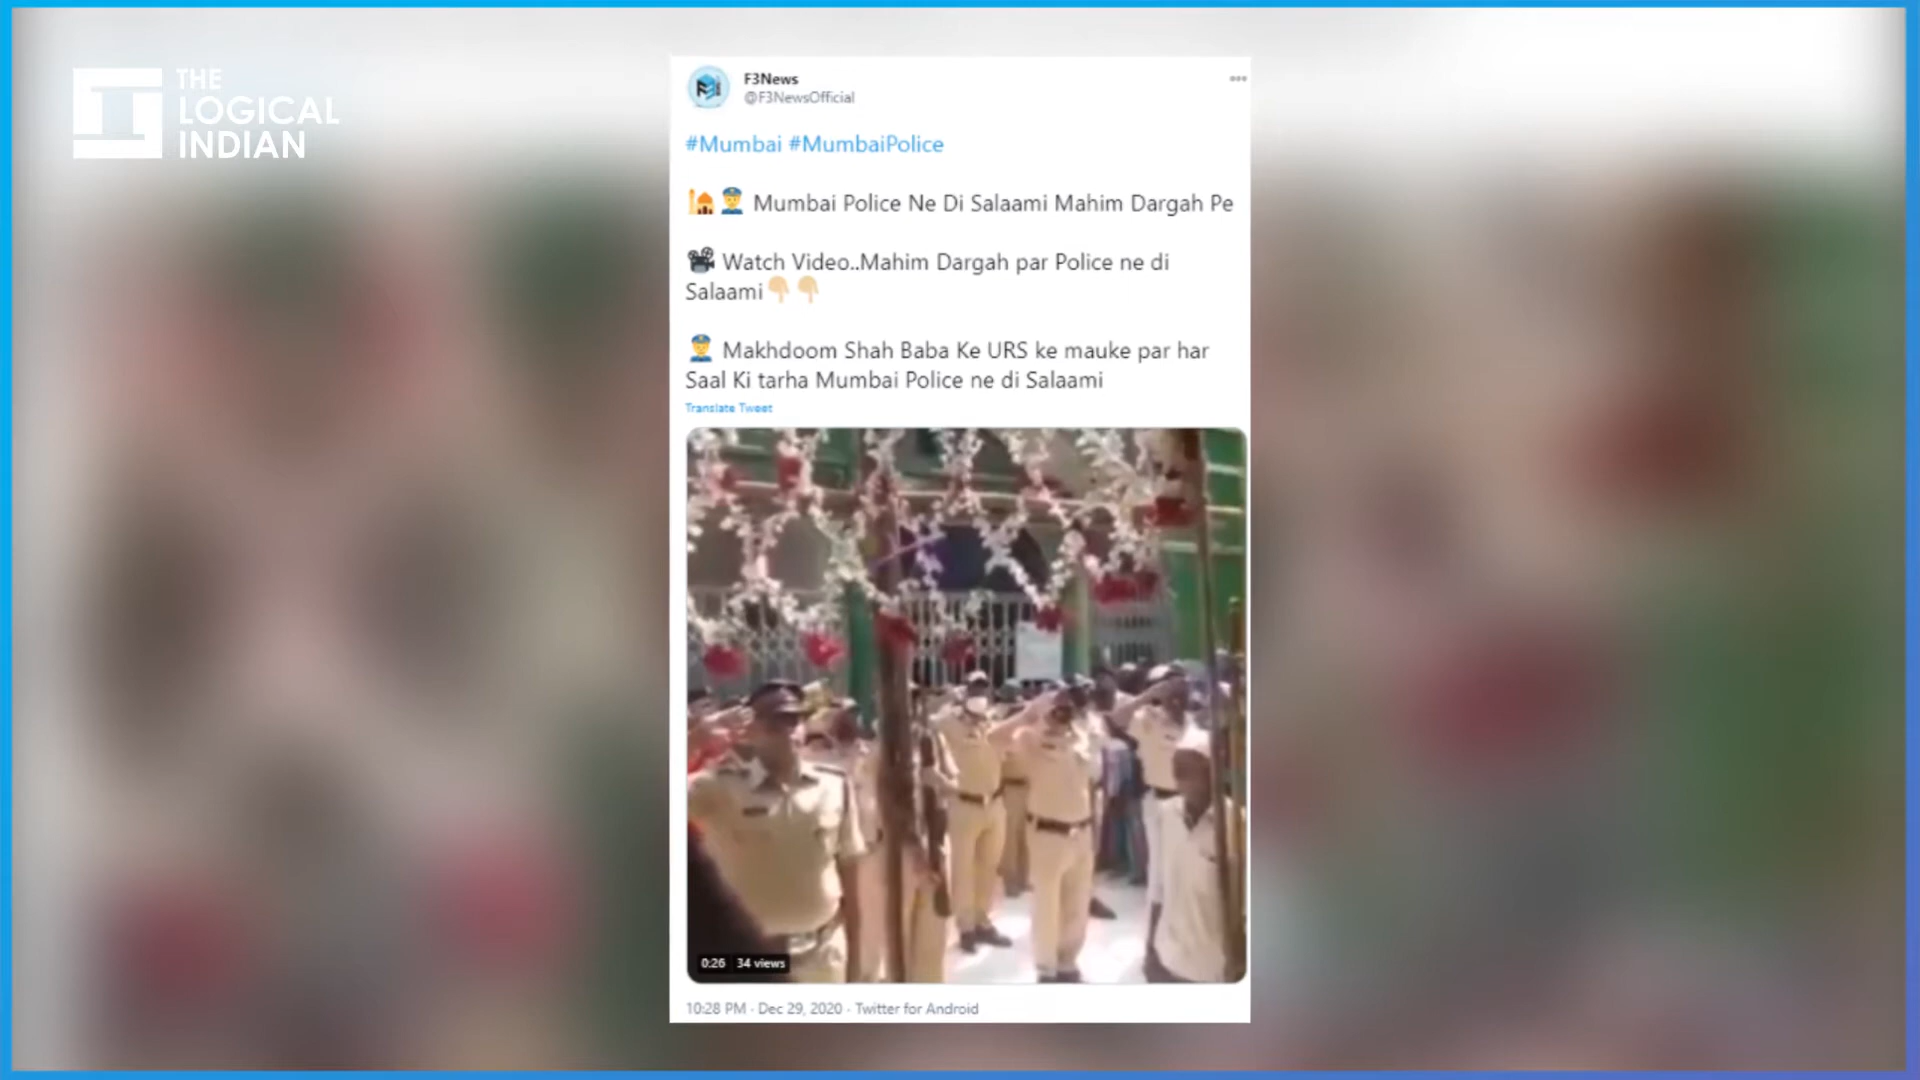 THE
LOGICAL
INDIAN
F3News
@F3NewsOfficial
#Mumbai #MumbaiPolice
Mumbai Police Ne Di Salaami Mahim Dargah Pe
Watch Video..Mahim Dargah par Police ne di
Salaami
Makhdoom Shah Baba Ke URS ke mauke par har
Saal Ki tarha Mumbai Police ne di Salaami
Translate Tweet
0:26 34 views
10:28 PM · Dec 29, 2020 · Twitter for Android